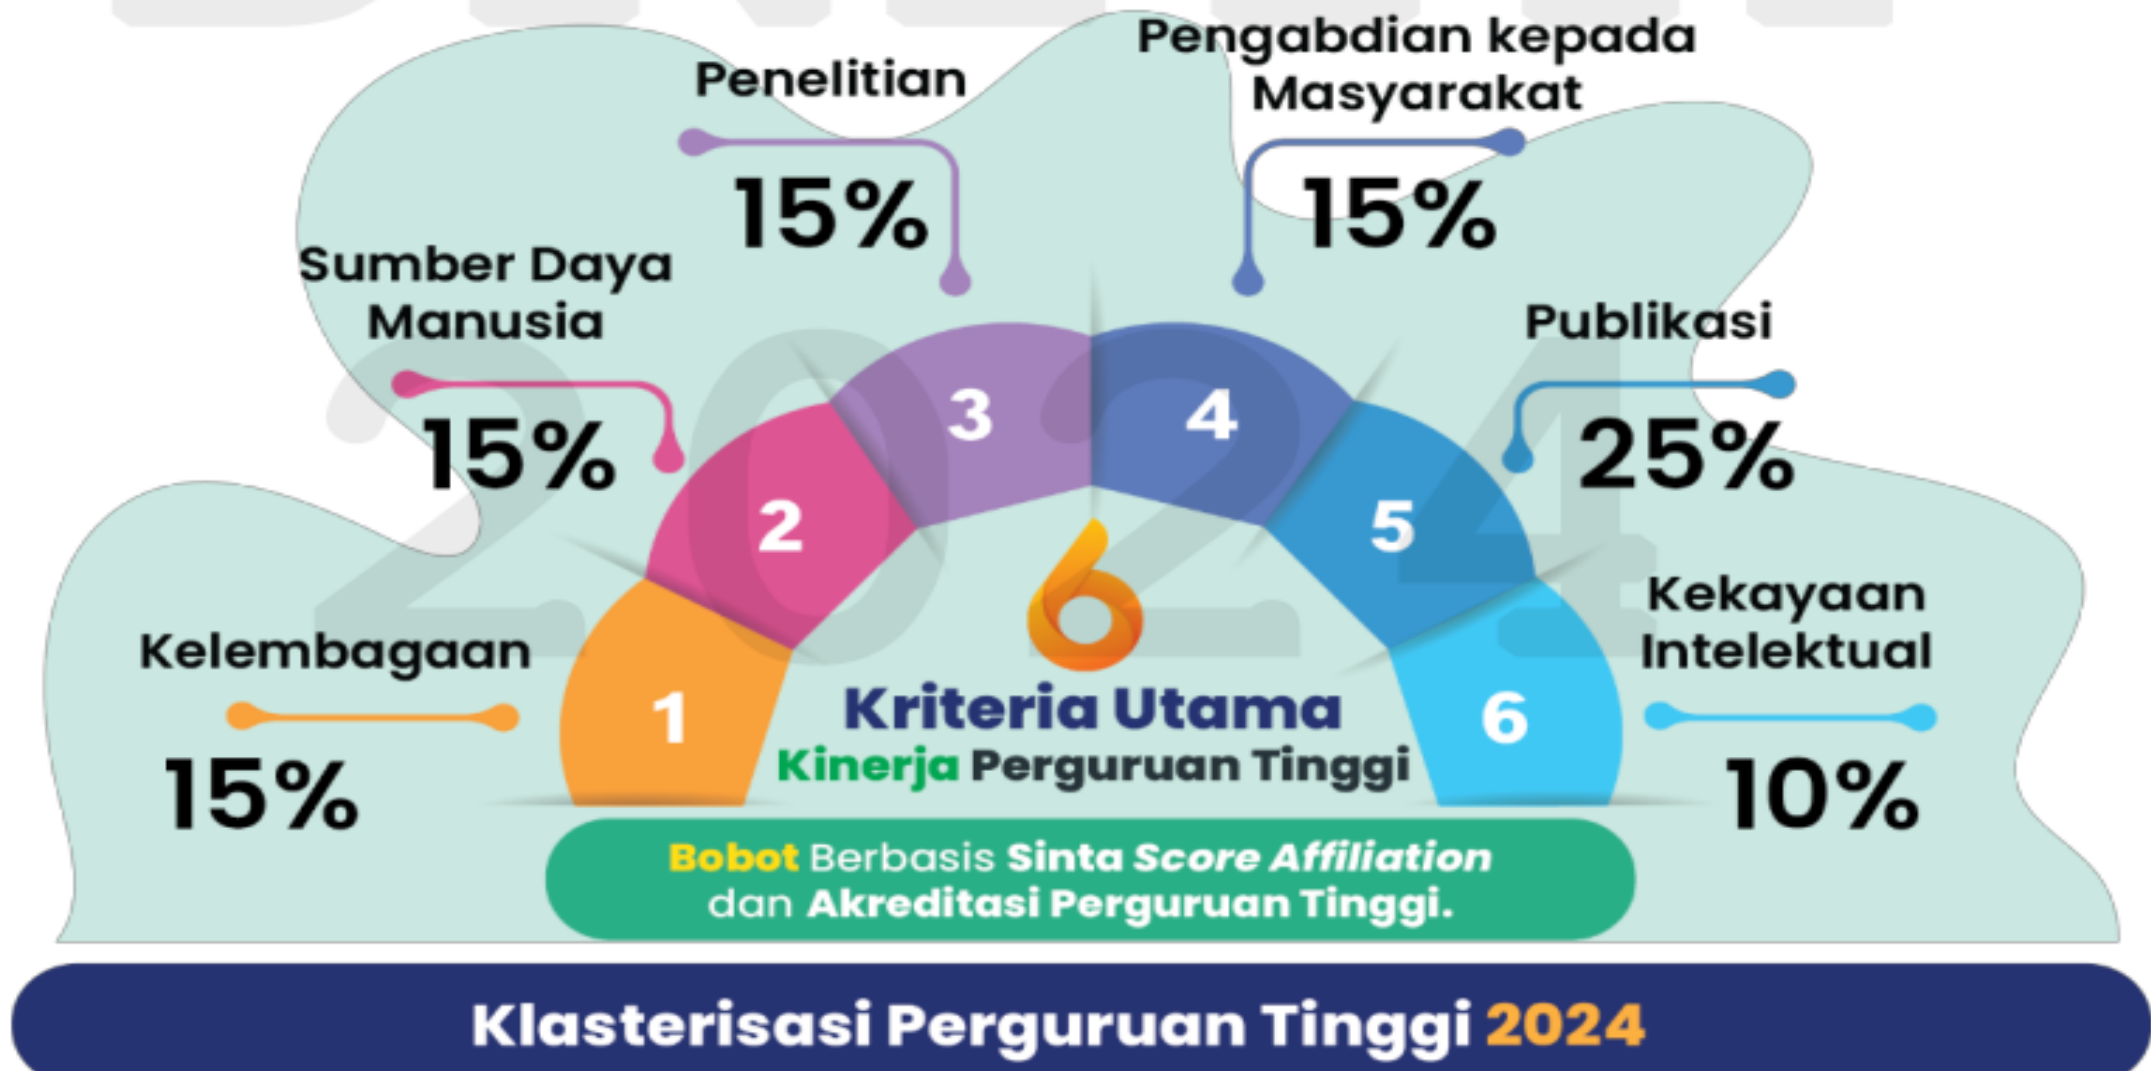 Penelitian
15%
Pengabdian kepada
Masyarakat
15%
Sumber Daya
Manusia
15%
Publikasi
25%
Kelembagaan
15%
Kekayaan
Intelektual
10%
1
2
3
4
5
6
6
Kriteria Utama
Kinerja Perguruan Tinggi
Bobot Berbasis Sinta Score Affiliation
dan Akreditasi Perguruan Tinggi.
2024
Klasterisasi Perguruan Tinggi 2024